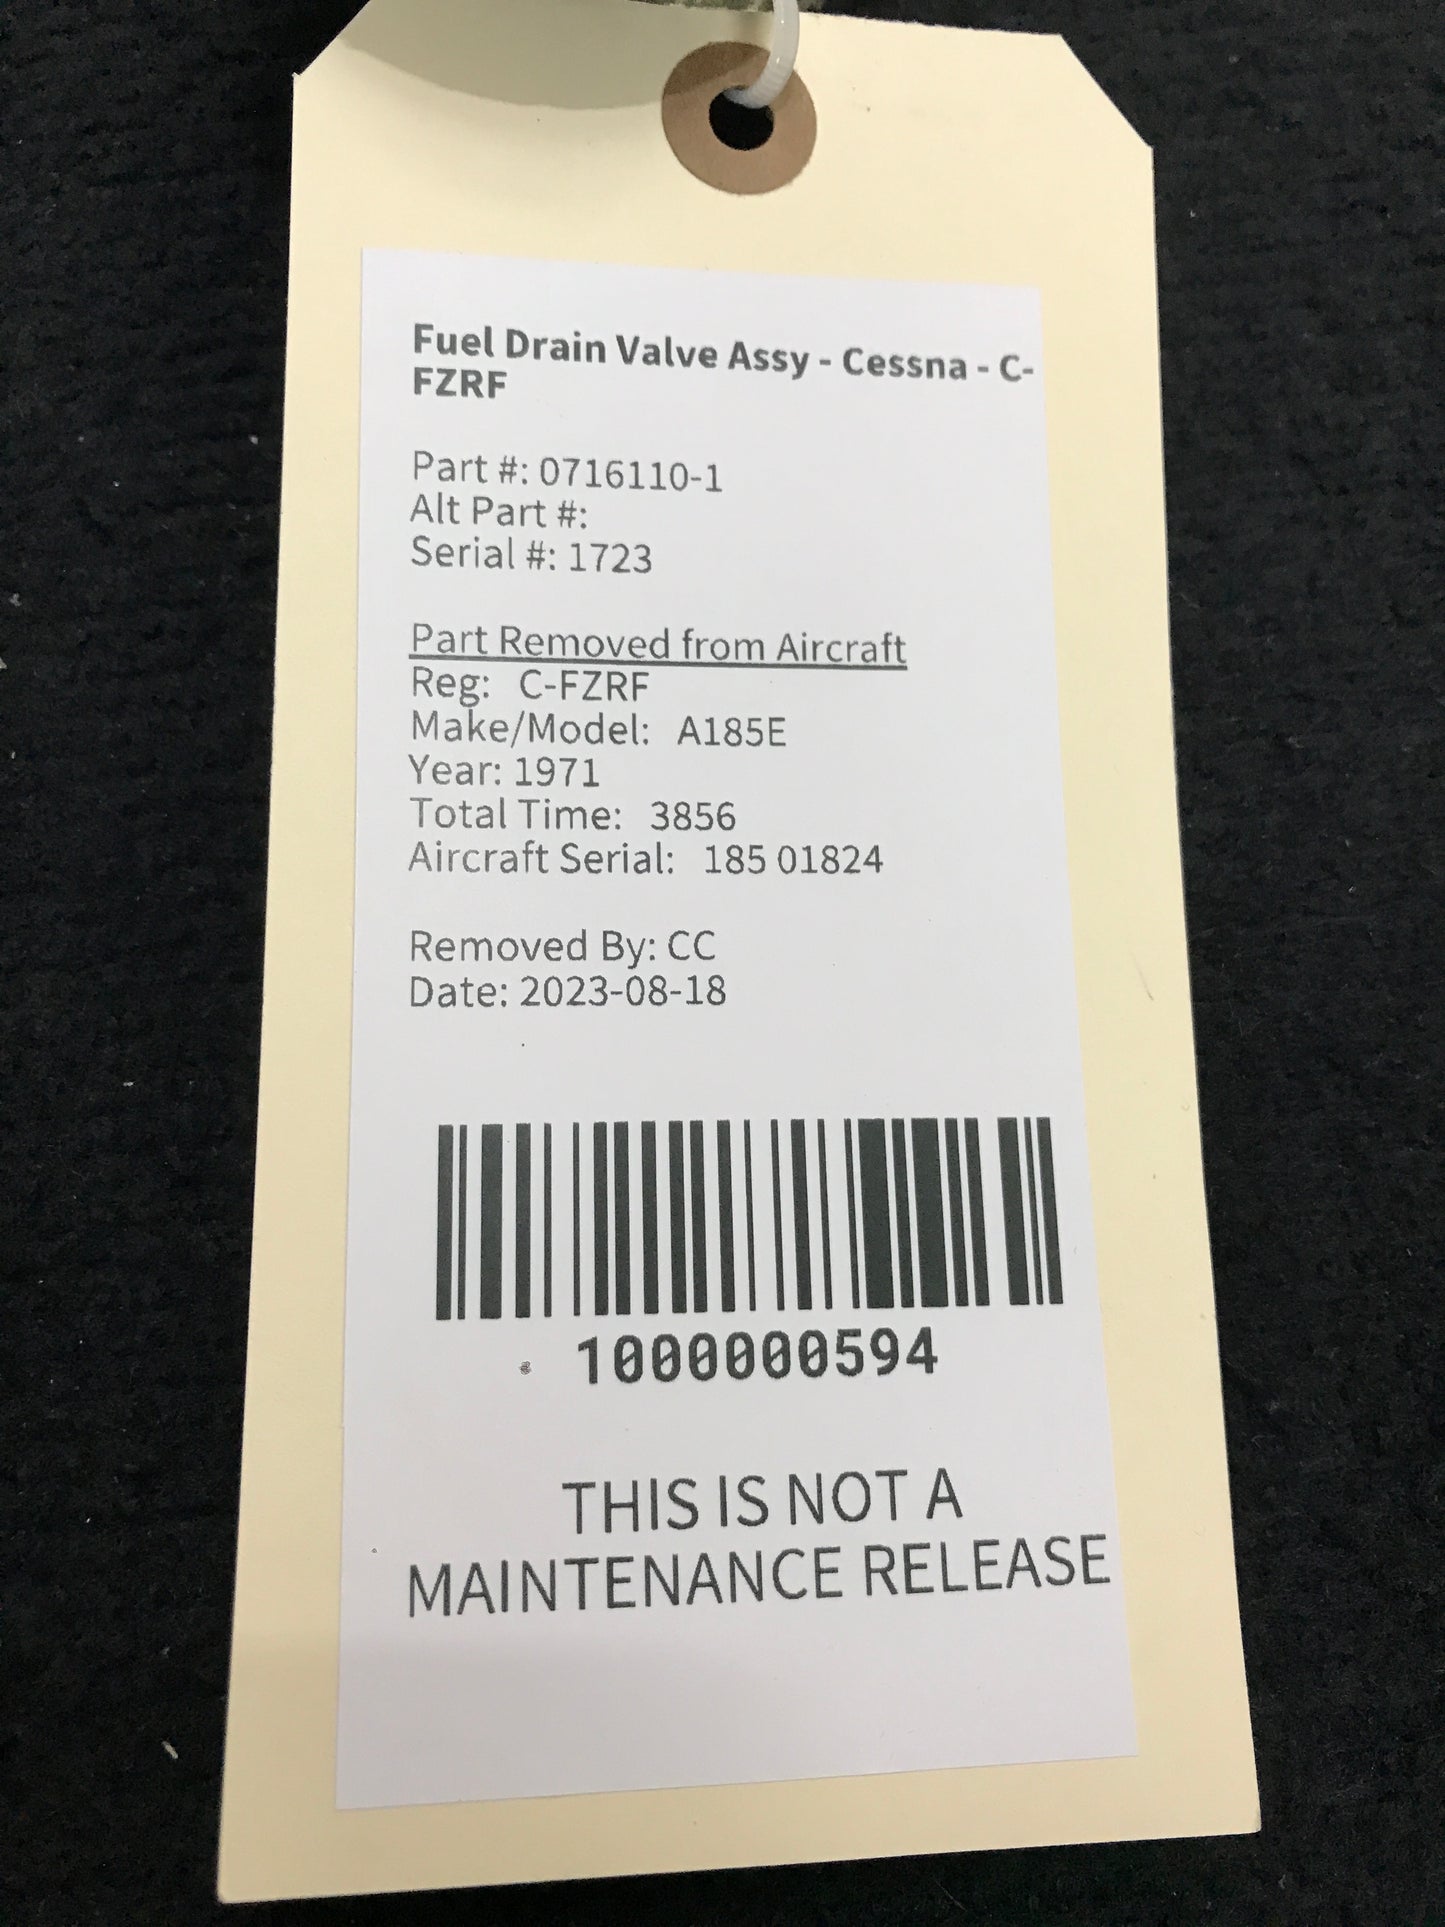 Fuel Drain Valve Assy - Cessna - C-
FZRF
Part #: 0716110-1
Alt Part #:
Serial #: 1723
Part Removed from Aircraft
Reg: C-FZRF
Make/Model: A185E
Year: 1971
Total Time: 3856
Aircraft Serial: 185 01824
Removed By: CC
Date: 2023-08-18
1000000594
THIS IS NOT A
MAINTENANCE RELEASE